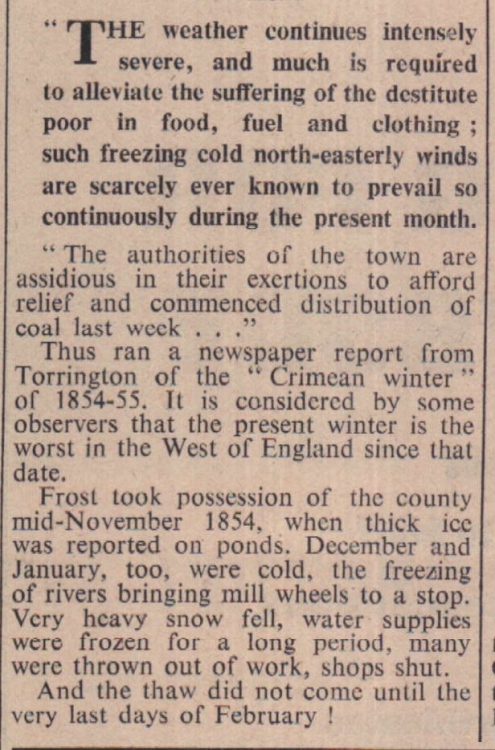 “ THE weather continues intensely
severe, and much is required
to alleviate the suffering of the destitute
poor in food, fuel and clothing ;
such freezing cold north-easterly winds
are scarcely ever known to prevail so
continuously during the present month.
“ The authorities of the town are
assidious in their exertions to afford
relief and commenced distribution of
coal last week . . .”
Thus ran a newspaper report from
Torrington of the “ Crimean winter ”
of 1854-55. It is considered by some
observers that the present winter is the
worst in the West of England since that
date.
Frost took possession of the county
mid-November 1854, when thick ice
was reported on ponds. December and
January, too, were cold, the freezing
of rivers bringing mill wheels to a stop.
Very heavy snow fell, water supplies
were frozen for a long period, many
were thrown out of work, shops shut.
And the thaw did not come until the
very last days of February !